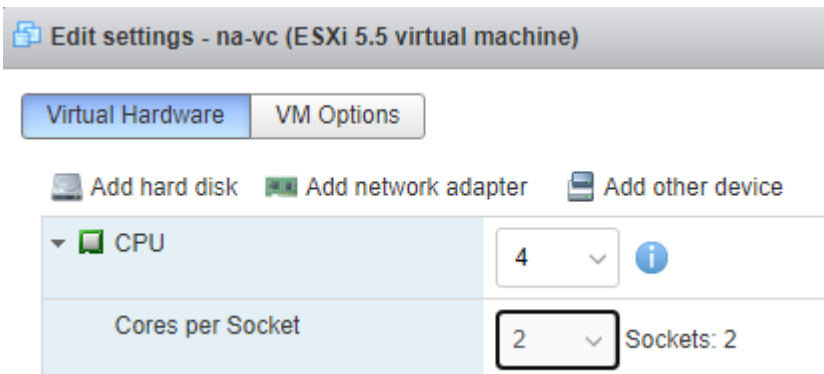 Edit settings - na-vc (ESXi 5.5 virtual machine)
Virtual Hardware VM Options
Add hard disk Add network adapter Add other device
CPU 4
Cores per Socket 2 Sockets: 2